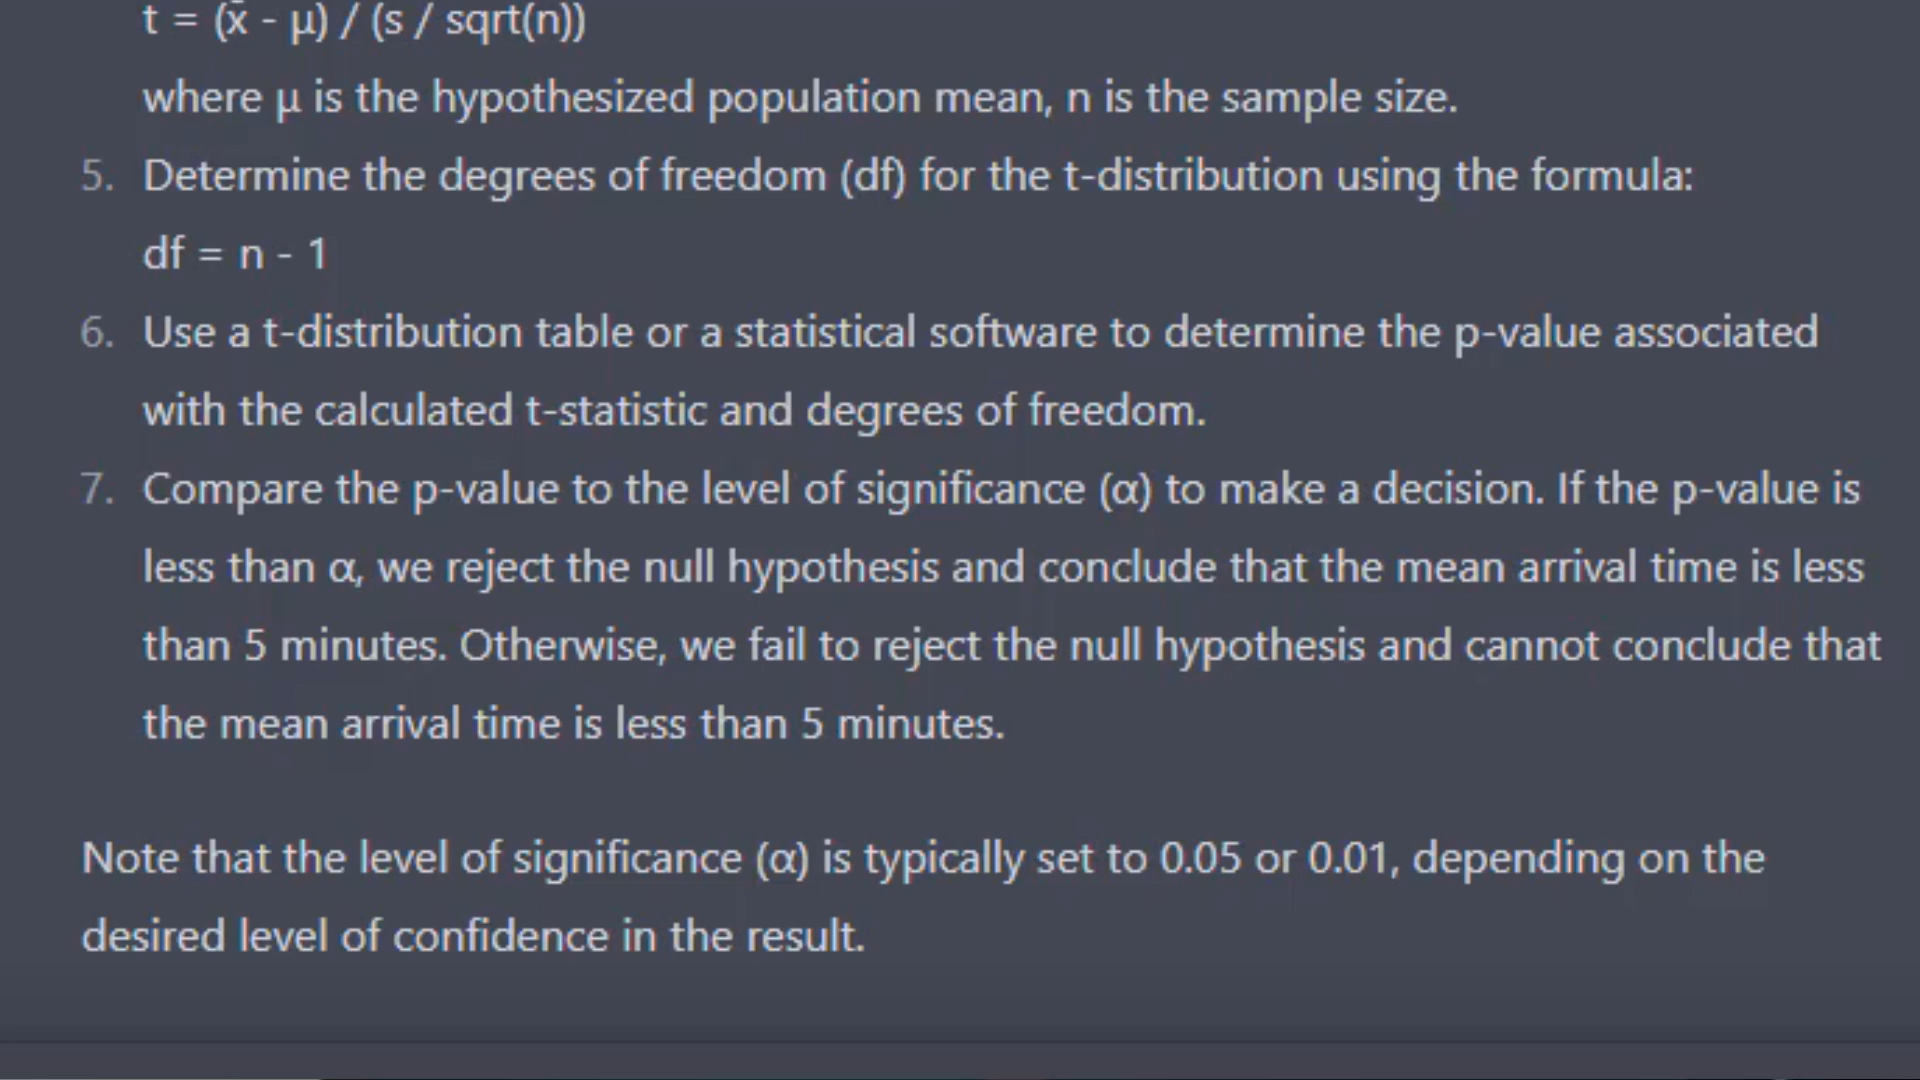 t = (x̄ - μ) / (s / sqrt(n))
where μ is the hypothesized population mean, n is the sample size.
5. Determine the degrees of freedom (df) for the t-distribution using the formula:
df = n - 1
6. Use a t-distribution table or a statistical software to determine the p-value associated
with the calculated t-statistic and degrees of freedom.
7. Compare the p-value to the level of significance (α) to make a decision. If the p-value is
less than α, we reject the null hypothesis and conclude that the mean arrival time is less
than 5 minutes. Otherwise, we fail to reject the null hypothesis and cannot conclude that
the mean arrival time is less than 5 minutes.
Note that the level of significance (α) is typically set to 0.05 or 0.01, depending on the
desired level of confidence in the result.